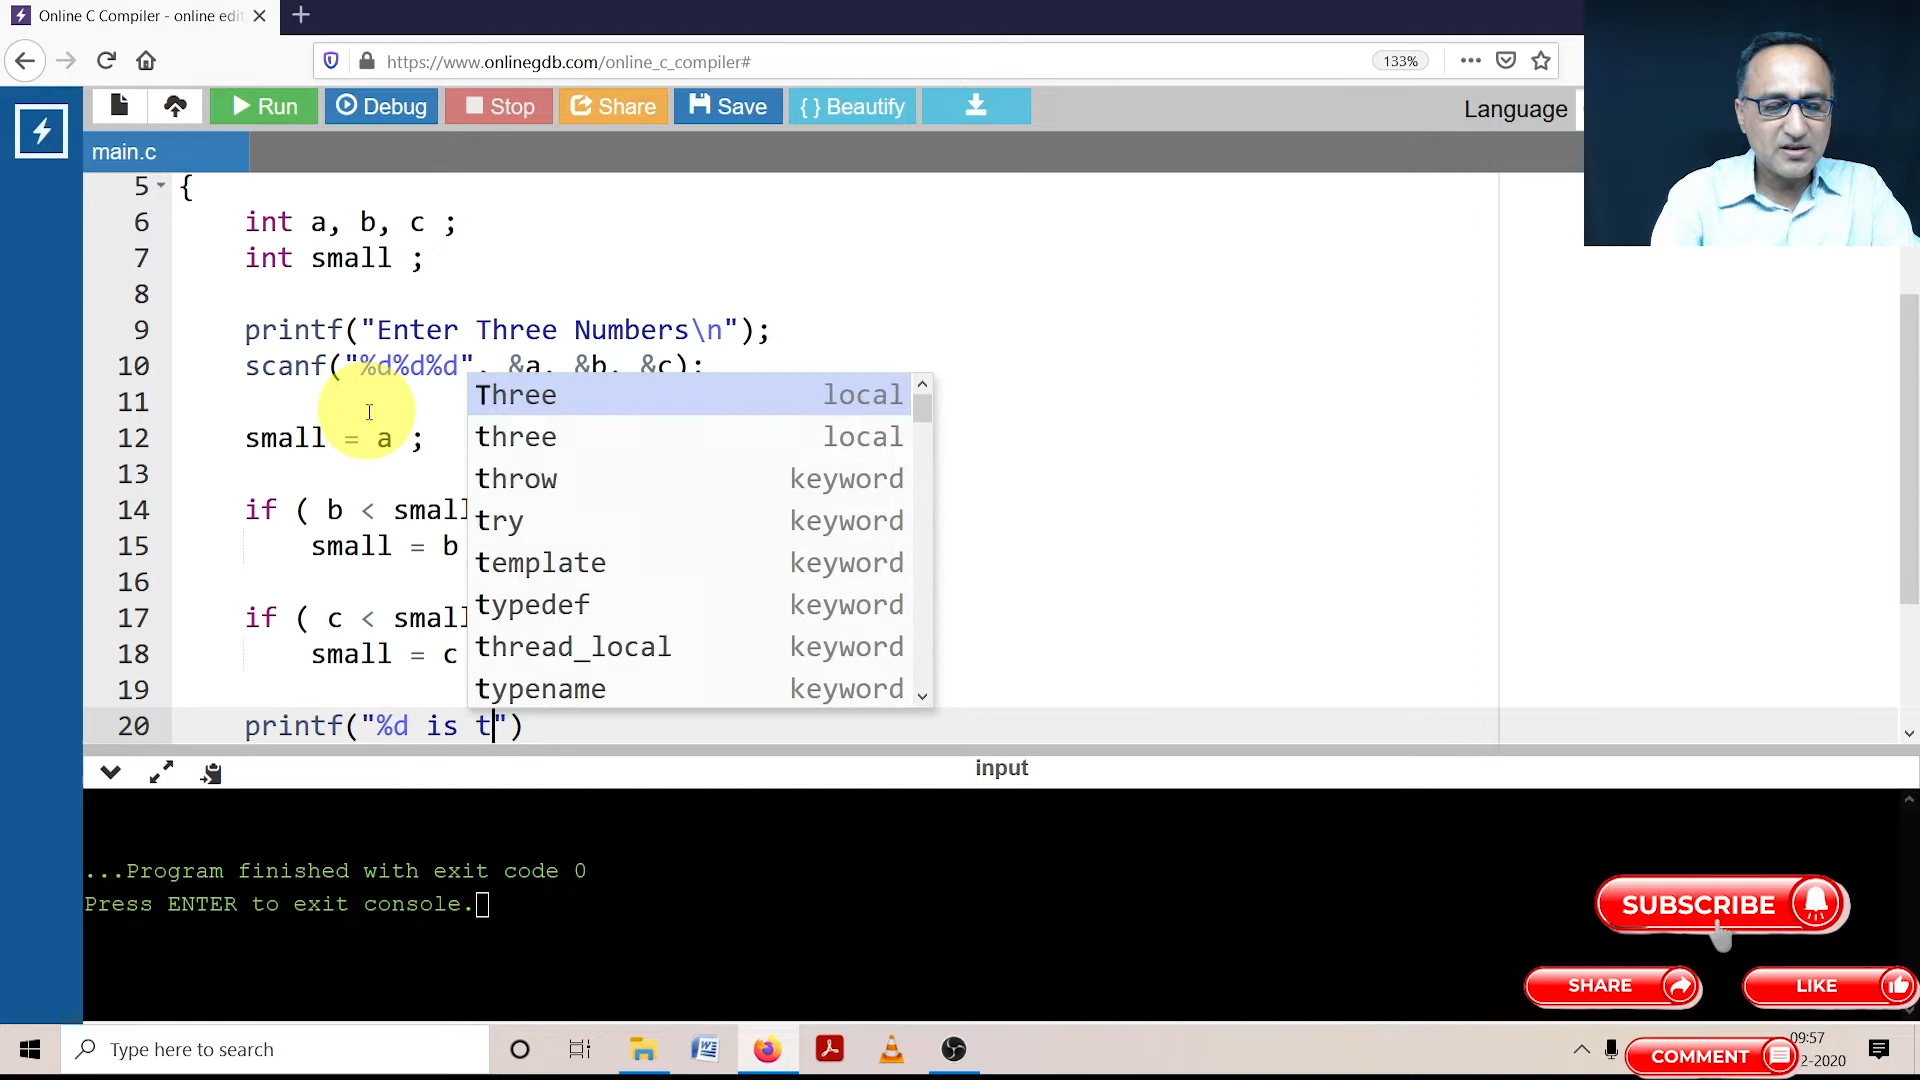 Online C Compiler - online edit
https://www.onlinegdb.com/online_c_compiler#
133%
Run
Debug
Stop
Share
Save
{ } Beautify
Language
main.c
5 {
6 int a, b, c ;
7 int small ;
8
9 printf("Enter Three Numbers\n");
10 scanf("%d%d%d", &a, &b, &c);
11
12 small = a ;
13
14 if ( b < small
15 small = b
16
17 if ( c < small
18 small = c
19
20 printf("%d is t")
Three local
three local
throw keyword
try keyword
template keyword
typedef keyword
thread_local keyword
typename keyword
input
...Program finished with exit code 0
Press ENTER to exit console.
SUBSCRIBE
SHARE
LIKE
COMMENT
Type here to search
09:57
2-2020